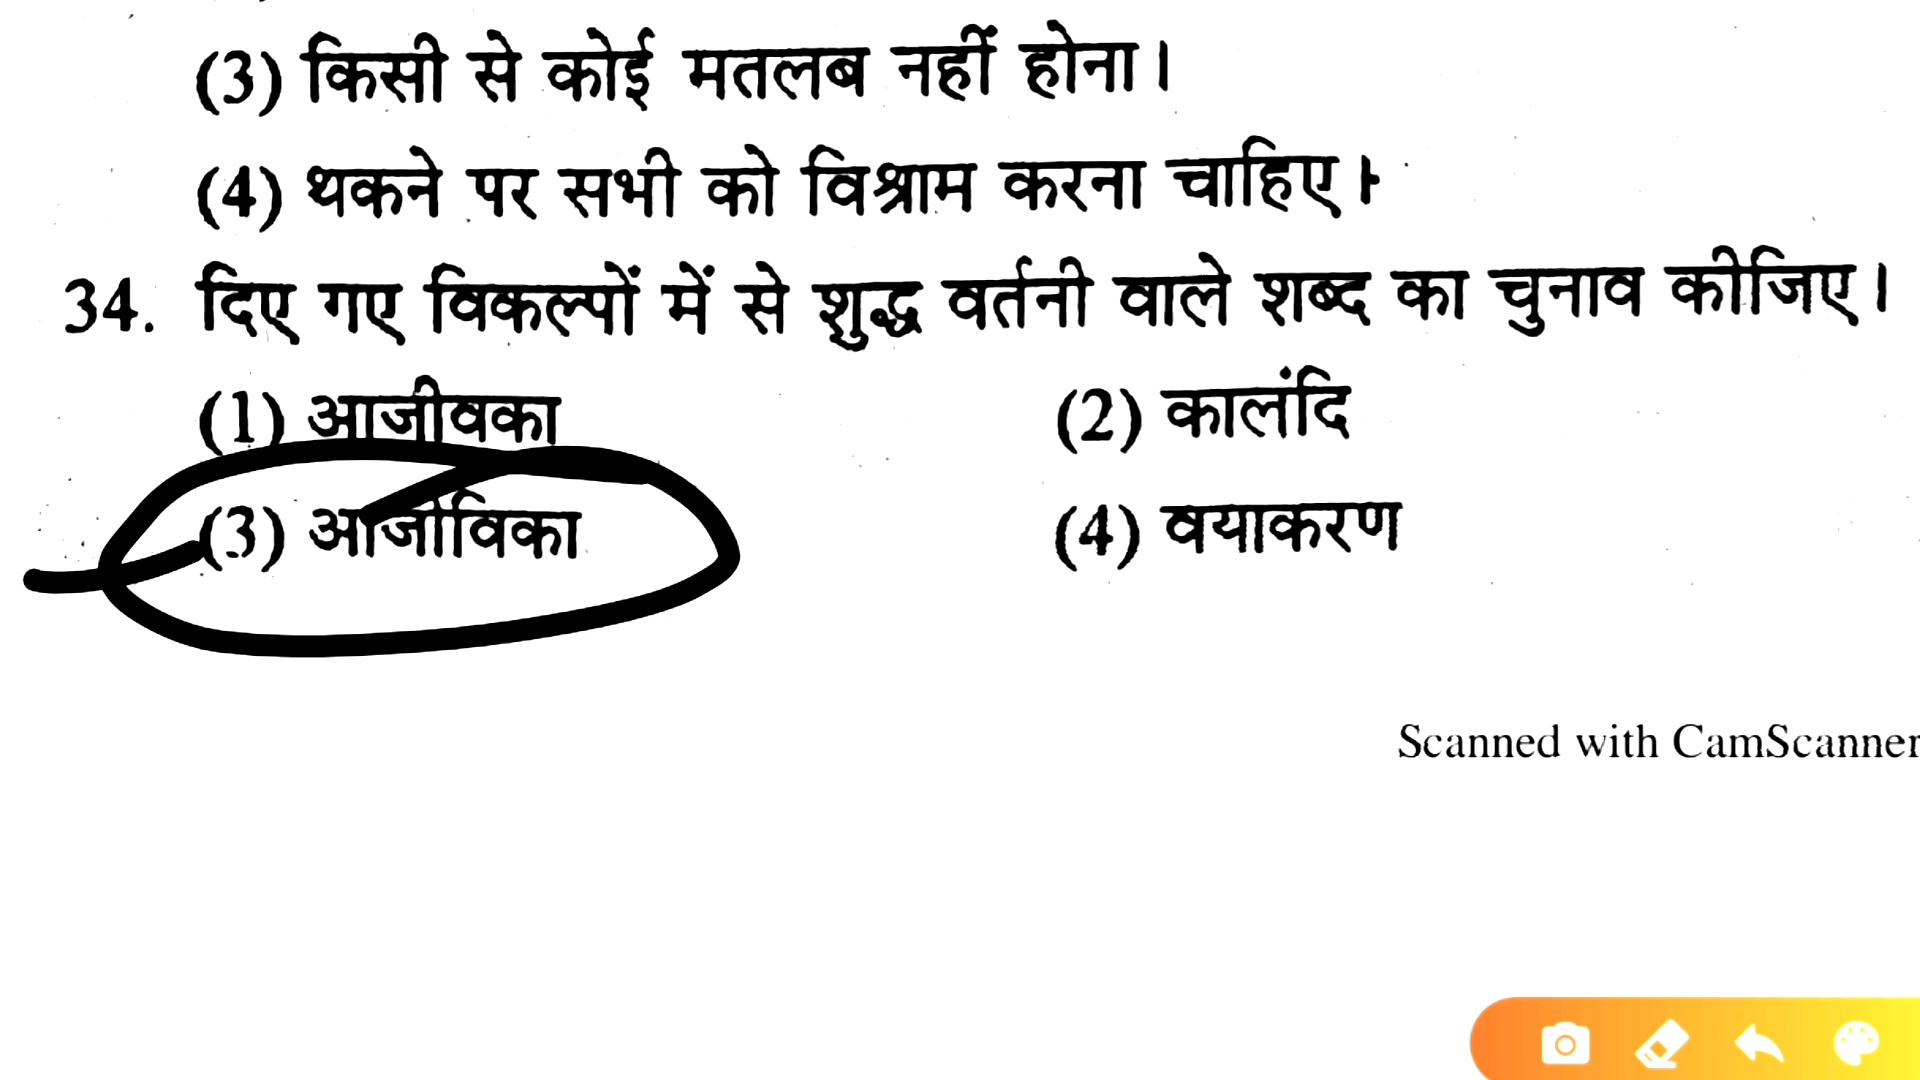 (3) किसी से कोई मतलब नहीं होना।
(4) थकने पर सभी को विश्राम करना चाहिए।
34. दिए गए विकल्पों में से शुद्ध वर्तनी वाले शब्द का चुनाव कीजिए।
(1) आजीवका (2) कालंदि
(3) आजीविका (4) वयाकरण
Scanned with CamScanner